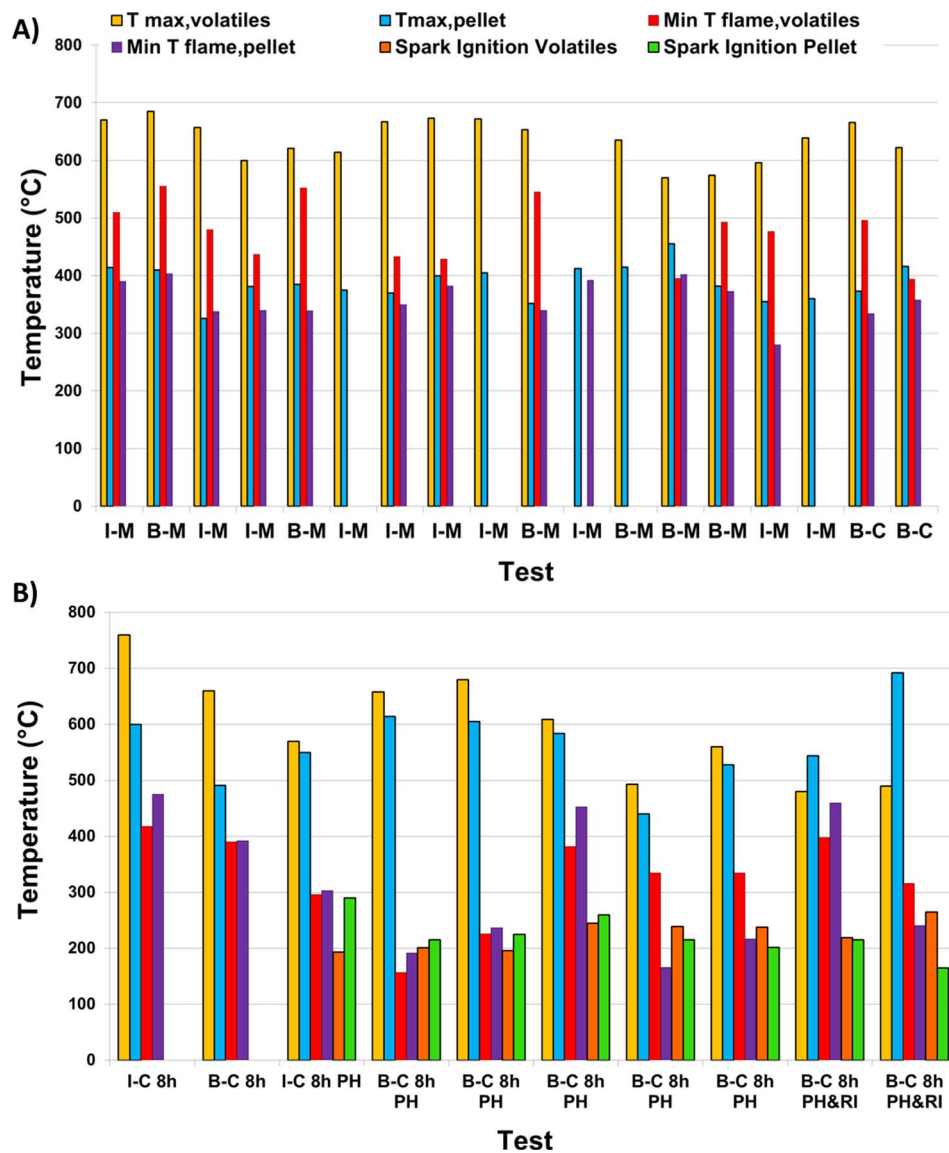 A)
T max,volatiles Tmax,pellet Min T flame,volatiles
Min T flame,pellet Spark Ignition Volatiles Spark Ignition Pellet
800
700
600
500
400
300
200
100
0
Temperature (°C)
I-M B-M I-M I-M B-M I-M I-M I-M I-M B-M I-M B-M B-M B-M I-M I-M B-C B-C
Test
B)
800
700
600
500
400
300
200
100
0
Temperature (°C)
I-C 8h B-C 8h I-C 8h PH B-C 8h B-C 8h B-C 8h B-C 8h B-C 8h B-C 8h B-C 8h
PH PH PH PH PH PH&RI PH&RI
Test